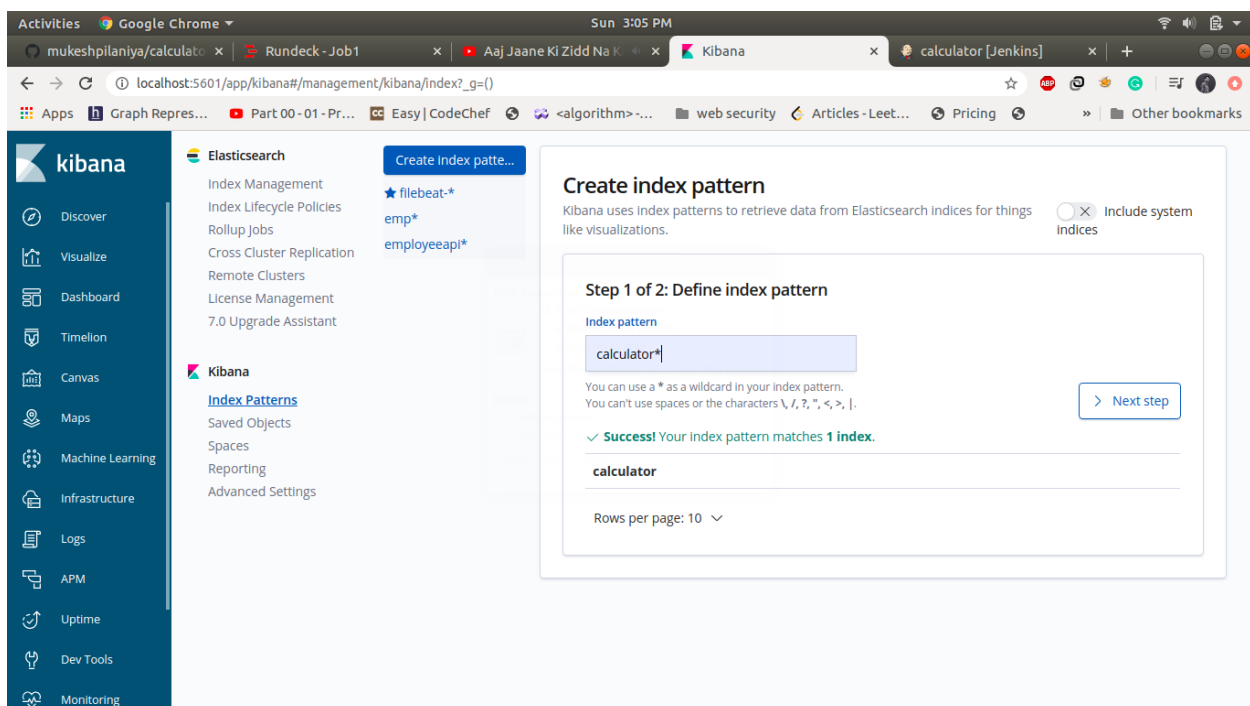 Activities Google Chrome ▾ Sun 3:05 PM
mukeshpilaniya/calculato × Rundeck - Job1 × Aaj Jaane Ki Zidd Na K × Kibana × calculator [Jenkins] × +
localhost:5601/app/kibana#/management/kibana/index?_g=()
Apps Graph Repres... Part 00 - 01 - Pr... Easy | CodeChef <algorithm> -... web security Articles - Leet... Pricing » Other bookmarks
kibana
Discover
Visualize
Dashboard
Timelion
Canvas
Maps
Machine Learning
Infrastructure
Logs
APM
Uptime
Dev Tools
Monitoring
Elasticsearch
Index Management
Index Lifecycle Policies
Rollup Jobs
Cross Cluster Replication
Remote Clusters
License Management
7.0 Upgrade Assistant
Kibana
Index Patterns
Saved Objects
Spaces
Reporting
Advanced Settings
Create index patte...
★ filebeat-*
emp*
employeeapi*
Create index pattern
Kibana uses index patterns to retrieve data from Elasticsearch indices for things
like visualizations.
Include system
indices
Step 1 of 2: Define index pattern
Index pattern
calculator*
You can use a * as a wildcard in your index pattern.
You can't use spaces or the characters \, /, ?, ", <, >, |.
> Next step
✓ Success! Your index pattern matches 1 index.
calculator
Rows per page: 10